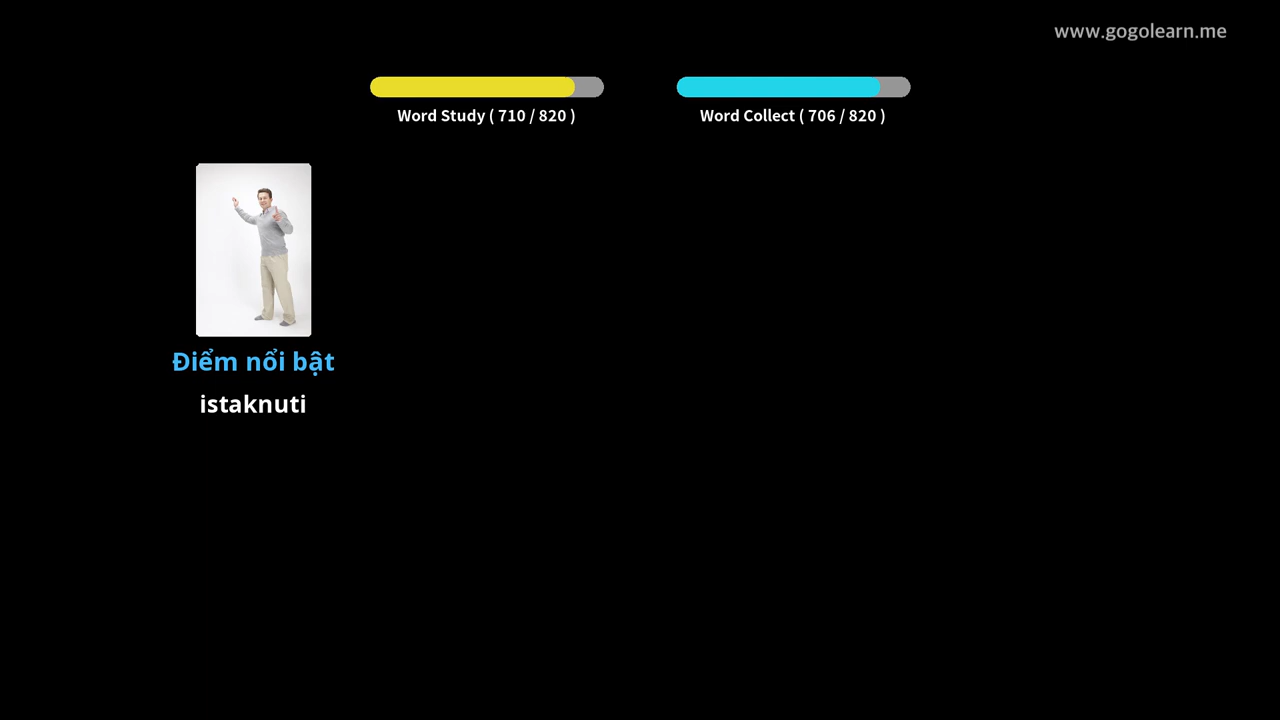 www.gogolearn.me
Word Study ( 710 / 820 )
Word Collect ( 706 / 820 )
Điểm nổi bật
istaknuti